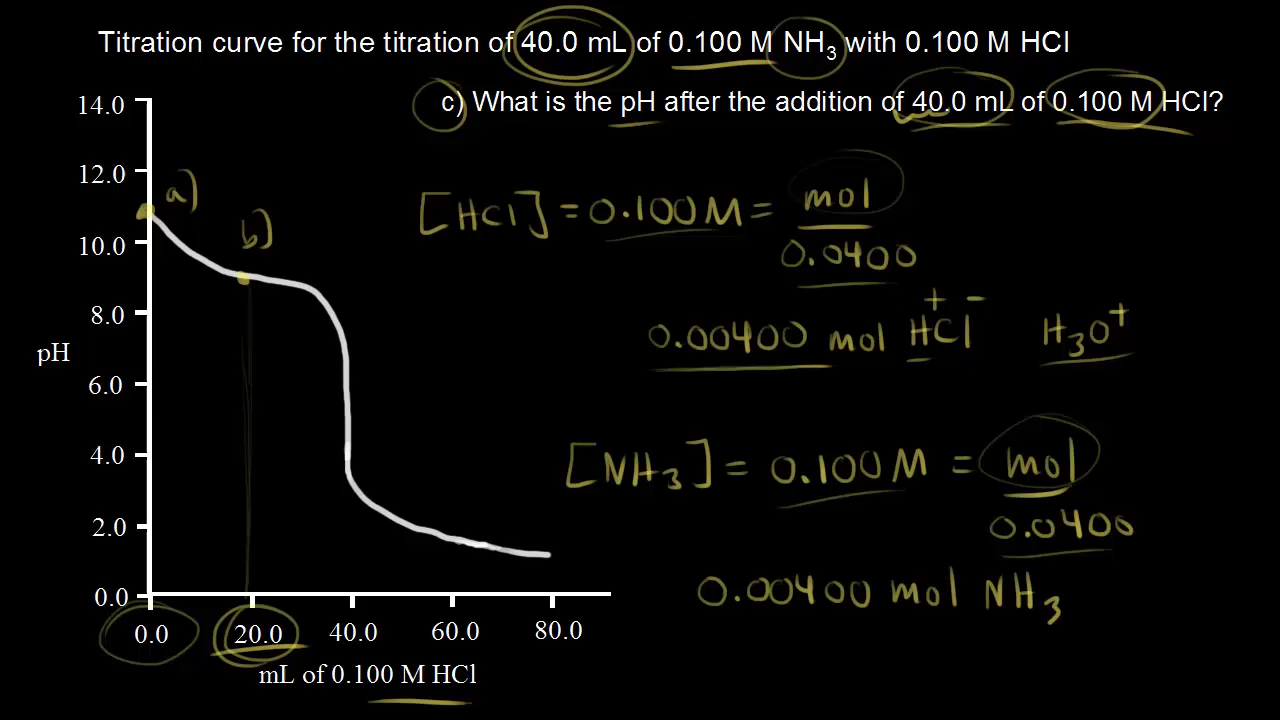 Titration curve for the titration of 40.0 mL of 0.100 M NH₃ with 0.100 M HCl
c) What is the pH after the addition of 40.0 mL of 0.100 M HCl?
14.0
12.0
10.0
8.0
6.0
4.0
2.0
0.0
pH
a)
b)
[HCl] = 0.100 M = mol
0.0400
0.00400 mol H⁺Cl⁻ H₃O⁺
[NH₃] = 0.100 M = mol
0.0400
0.00400 mol NH₃
0.0 20.0 40.0 60.0 80.0
mL of 0.100 M HCl